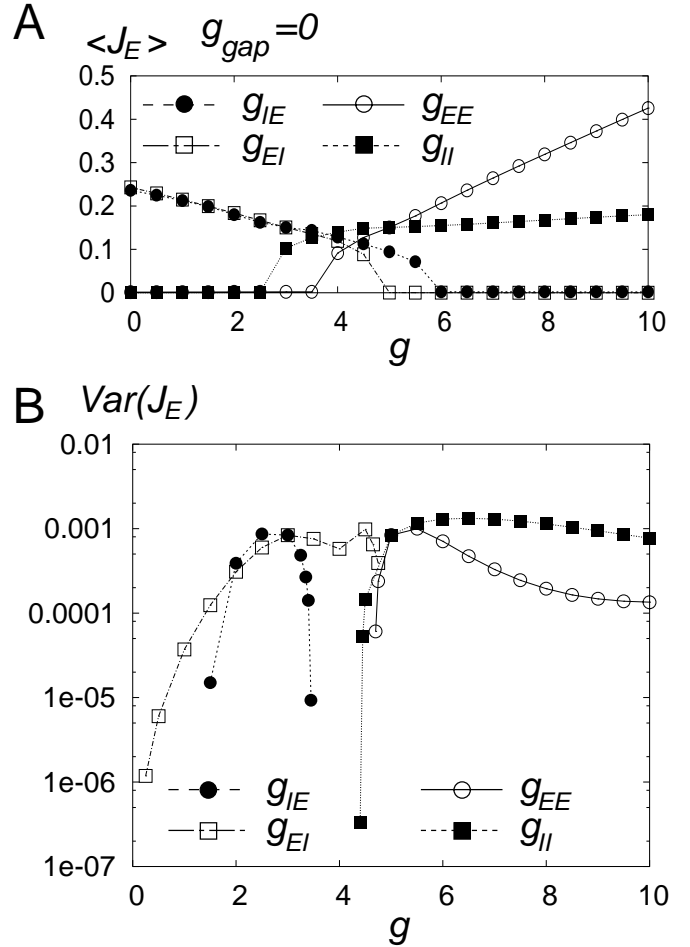 A
<J_E> g_gap=0
0.5
0.4
0.3
0.2
0.1
0
g_IE
g_EE
g_EI
g_II
0 2 4 6 8 10
g
B
Var(J_E)
0.01
0.001
0.0001
1e-05
1e-06
1e-07
g_IE
g_EE
g_EI
g_II
0 2 4 6 8 10
g